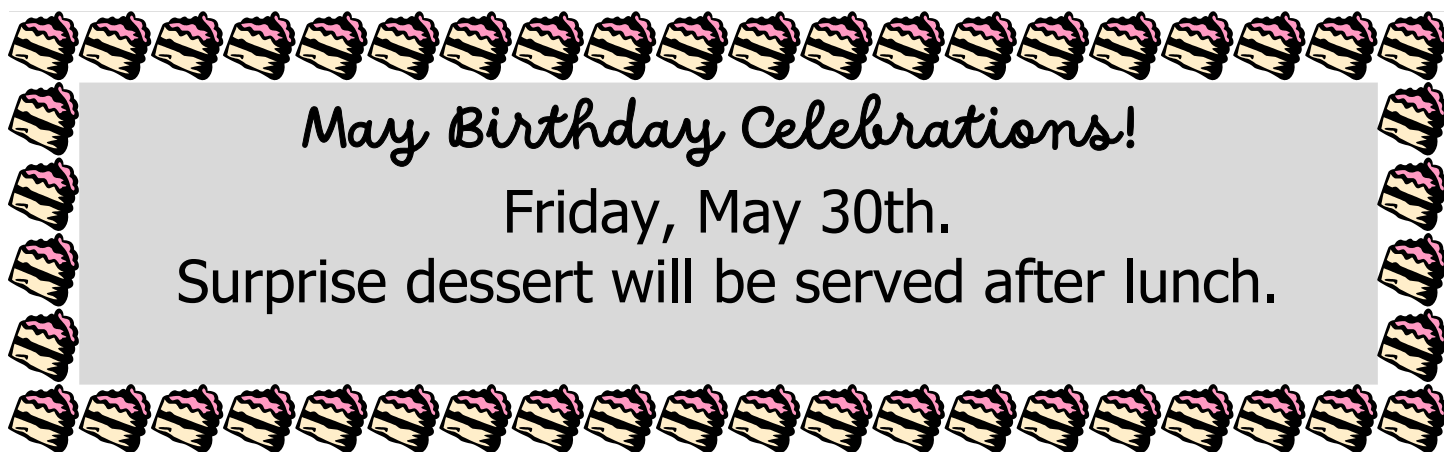 May Birthday Celebrations!
Friday, May 30th.
Surprise dessert will be served after lunch.